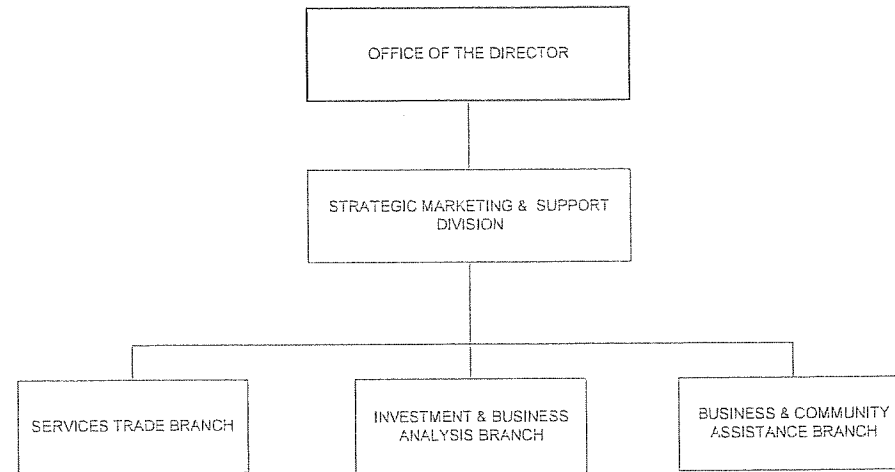 OFFICE OF THE DIRECTOR
STRATEGIC MARKETING & SUPPORT
DIVISION
SERVICES TRADE BRANCH
INVESTMENT & BUSINESS
ANALYSIS BRANCH
BUSINESS & COMMUNITY
ASSISTANCE BRANCH